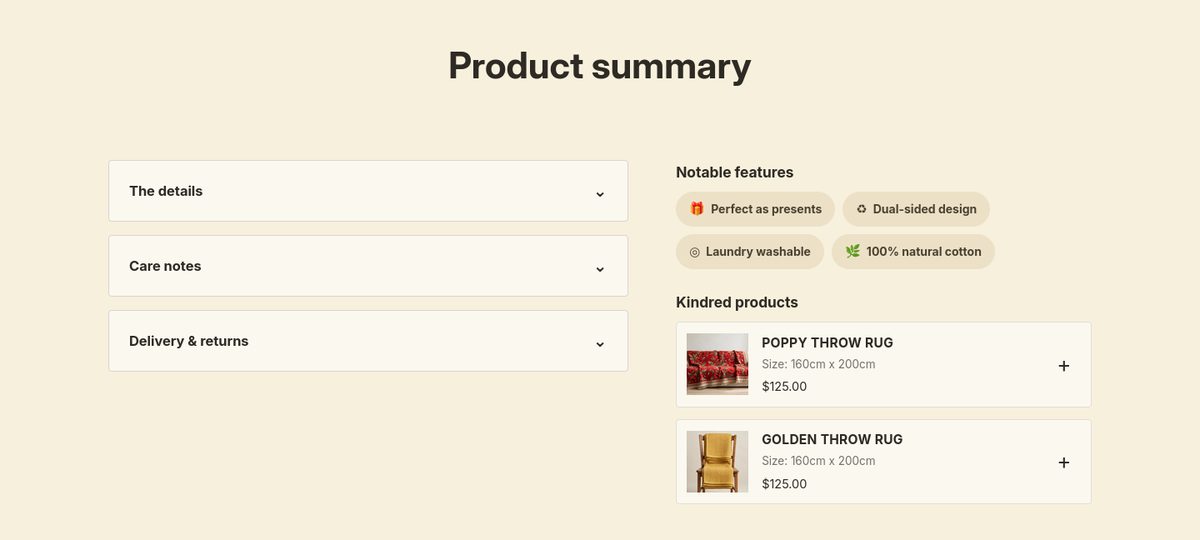 Product summary
The details
Care notes
Delivery & returns
Notable features
🎁 Perfect as presents
♻ Dual-sided design
◎ Laundry washable
🌿 100% natural cotton
Kindred products
POPPY THROW RUG
Size: 160cm x 200cm
$125.00
+
GOLDEN THROW RUG
Size: 160cm x 200cm
$125.00
+